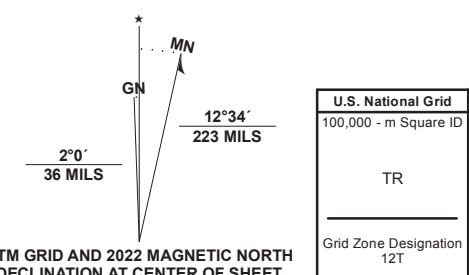 MN
GN
12°34´
223 MILS
2°0´
36 MILS
TM GRID AND 2022 MAGNETIC NORTH
DECLINATION AT CENTER OF SHEET
U.S. National Grid
100,000 - m Square ID
TR
Grid Zone Designation
12T